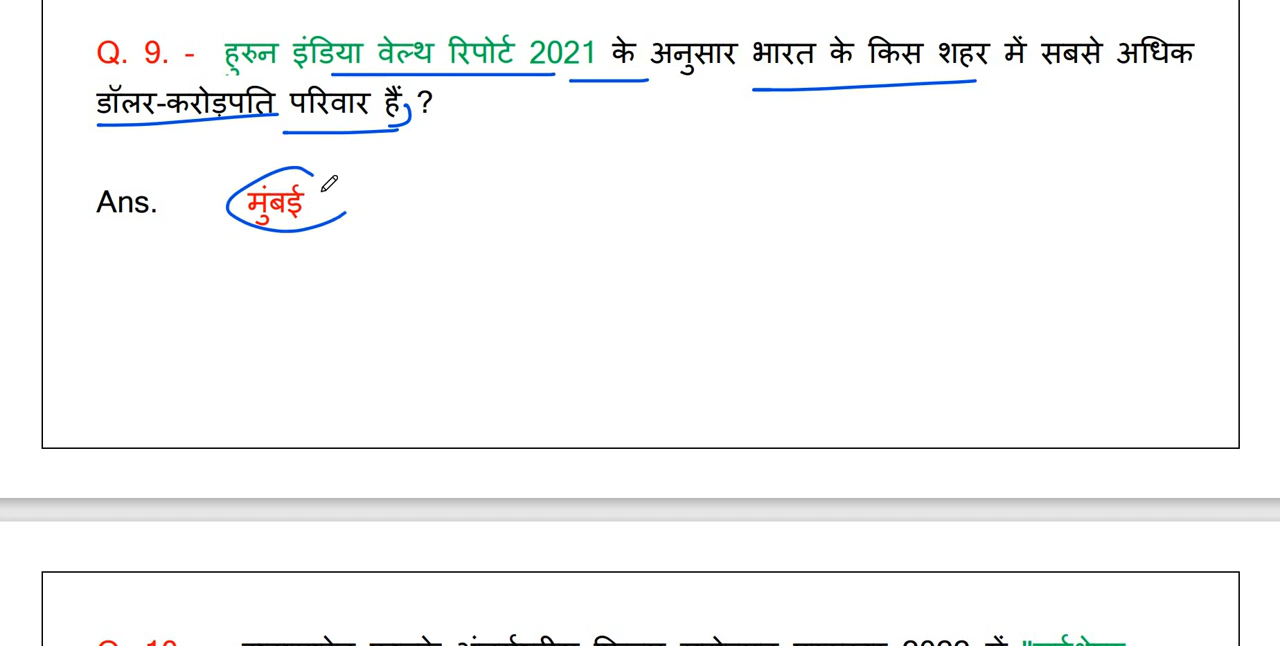 Q. 9. - हुरुन इंडिया वेल्थ रिपोर्ट 2021 के अनुसार भारत के किस शहर में सबसे अधिक
डॉलर-करोड़पति परिवार हैं ?
Ans. मुंबई